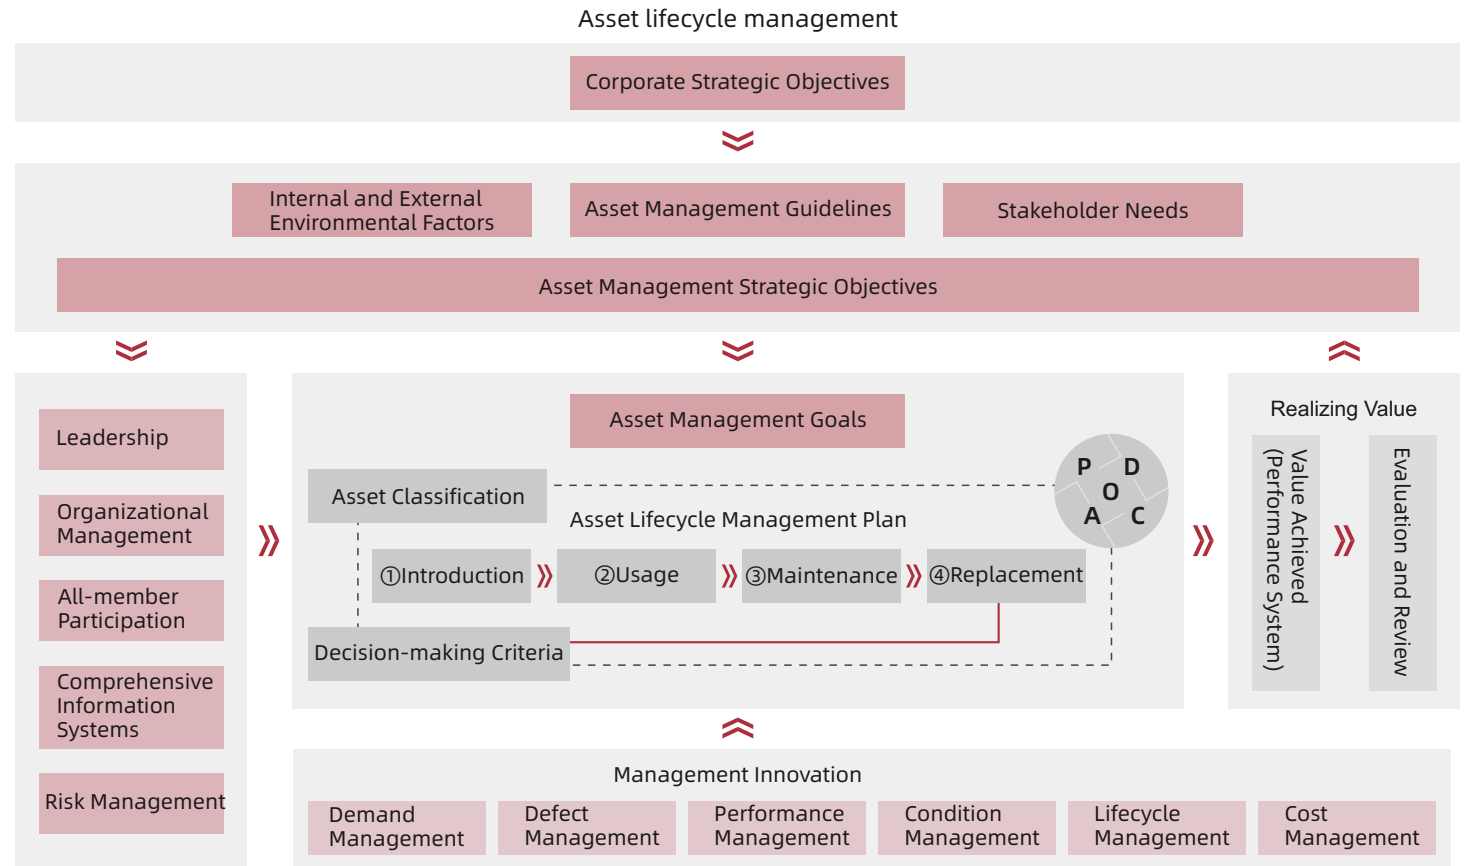 Asset lifecycle management
Corporate Strategic Objectives
Internal and External
Environmental Factors
Asset Management Guidelines
Stakeholder Needs
Asset Management Strategic Objectives
Leadership
Organizational
Management
All-member
Participation
Comprehensive
Information
Systems
Risk Management
Asset Management Goals
Asset Classification
Asset Lifecycle Management Plan
①Introduction
②Usage
③Maintenance
④Replacement
Decision-making Criteria
P D
O
A C
Realizing Value
Value Achieved
(Performance System)
Evaluation and Review
Management Innovation
Demand
Management
Defect
Management
Performance
Management
Condition
Management
Lifecycle
Management
Cost
Management